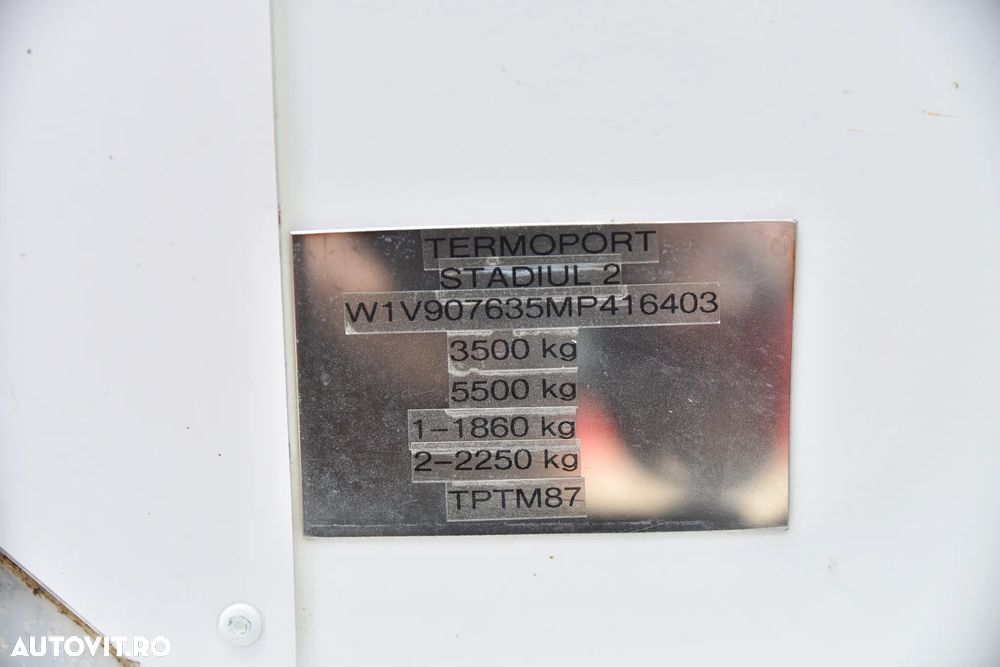 TERMOPORT
STADIUL 2
W1V907635MP416403
3500 kg
5500 kg
1-1860 kg
2-2250 kg
TPTM87
AUTOVIT.RO